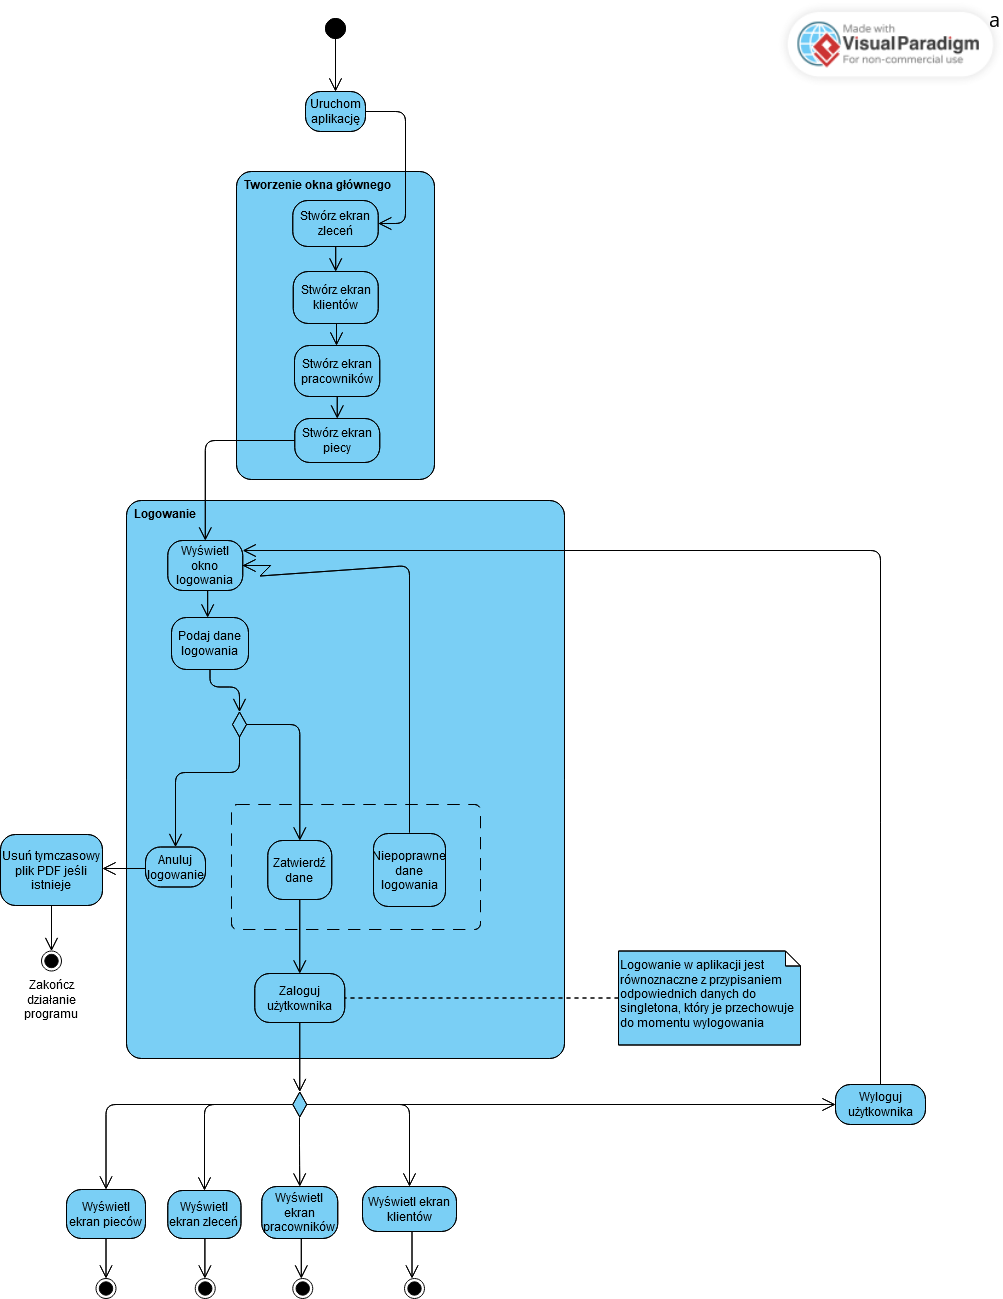 a
Made with
Visual Paradigm
For non-commercial use
Uruchom
aplikację
Tworzenie okna głównego
Stwórz ekran
zleceń
Stwórz ekran
klientów
Stwórz ekran
pracowników
Stwórz ekran
piecy
Logowanie
Wyświetl
okno
logowania
Podaj dane
logowania
Usuń tymczasowy
plik PDF jeśli
istnieje
Anuluj
logowanie
Zatwierdź
dane
Niepoprawne
dane
logowania
Zakończ
działanie
programu
Zaloguj
użytkownika
Logowanie w aplikacji jest
równoznaczne z przypisaniem
odpowiednich danych do
singletona, który je przechowuje
do momentu wylogowania
Wyloguj
użytkownika
Wyświetl
ekran pieców
Wyświetl
ekran zleceń
Wyświetl
ekran
pracowników
Wyświetl ekran
klientów